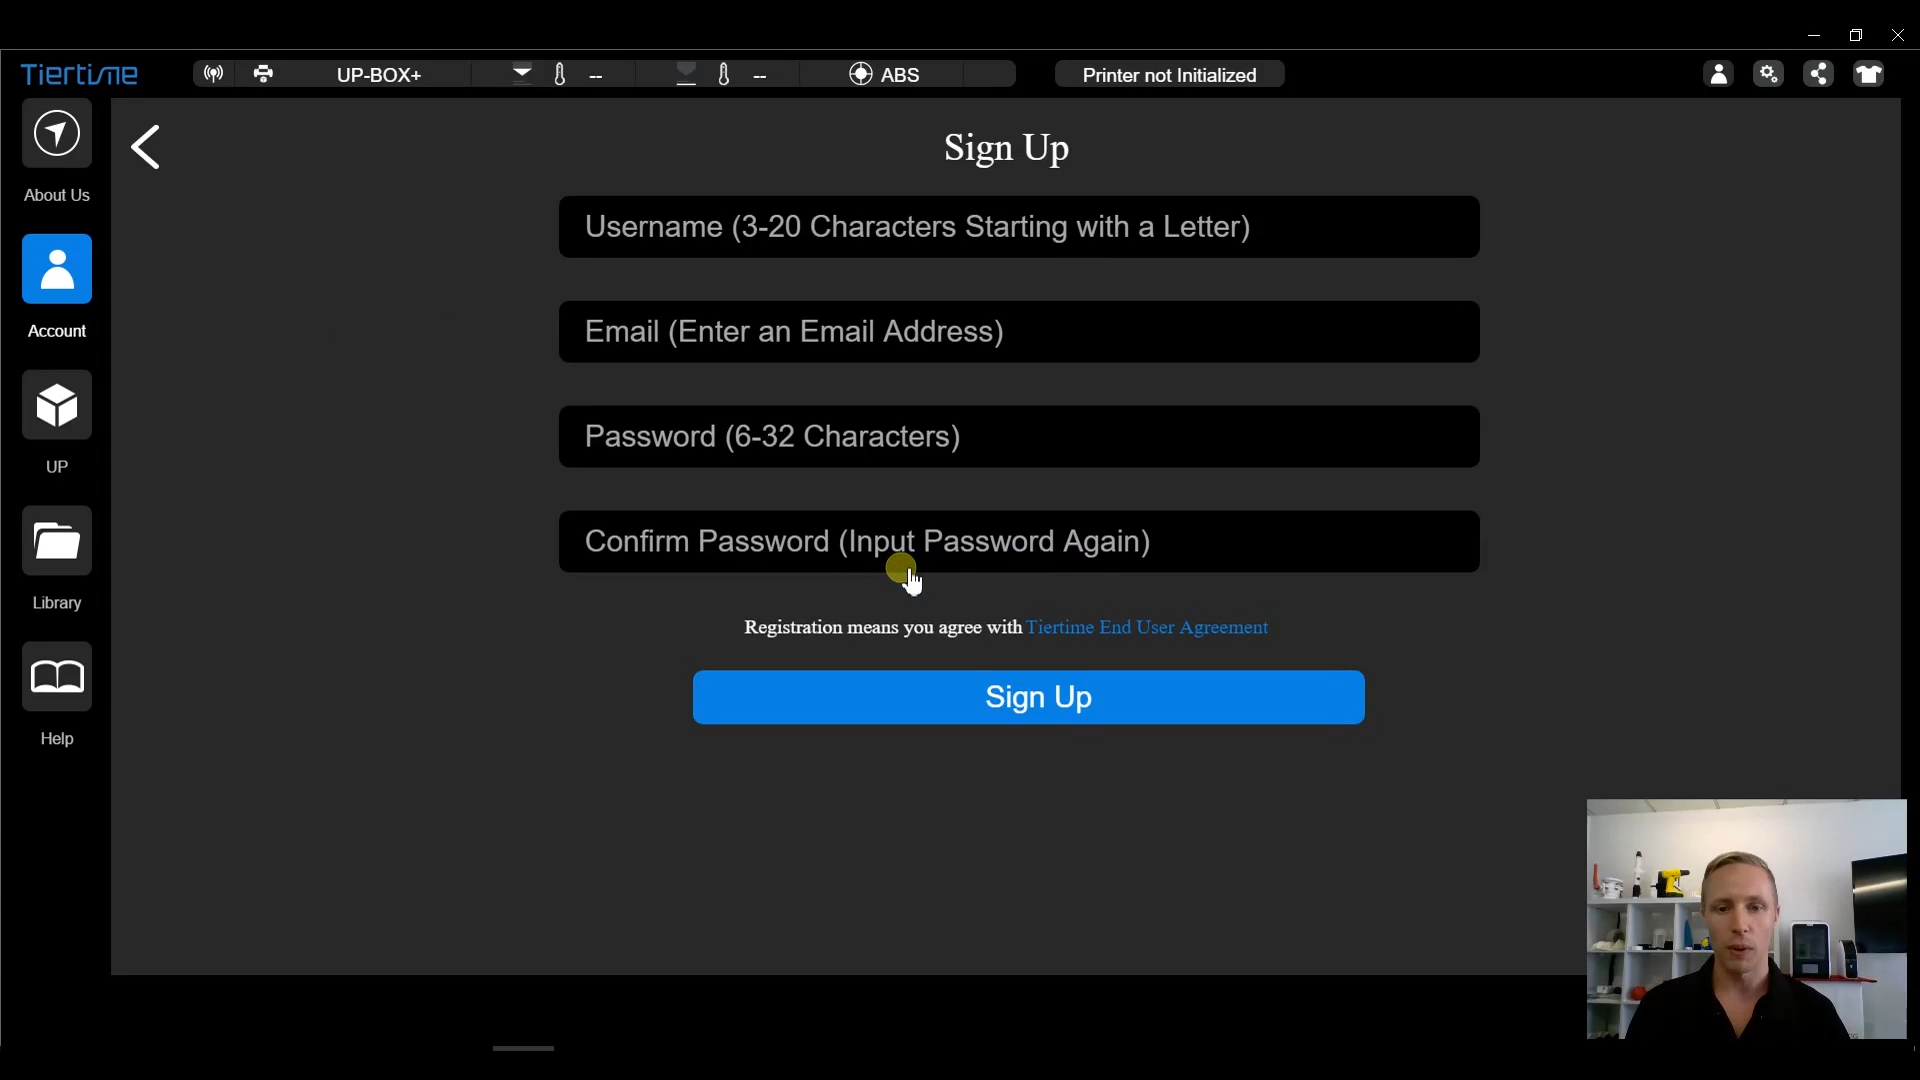 Tiertime
UP-BOX+
--
--
ABS
Printer not Initialized
About Us
Account
UP
Library
Help
Sign Up
Username (3-20 Characters Starting with a Letter)
Email (Enter an Email Address)
Password (6-32 Characters)
Confirm Password (Input Password Again)
Registration means you agree with Tiertime End User Agreement
Sign Up